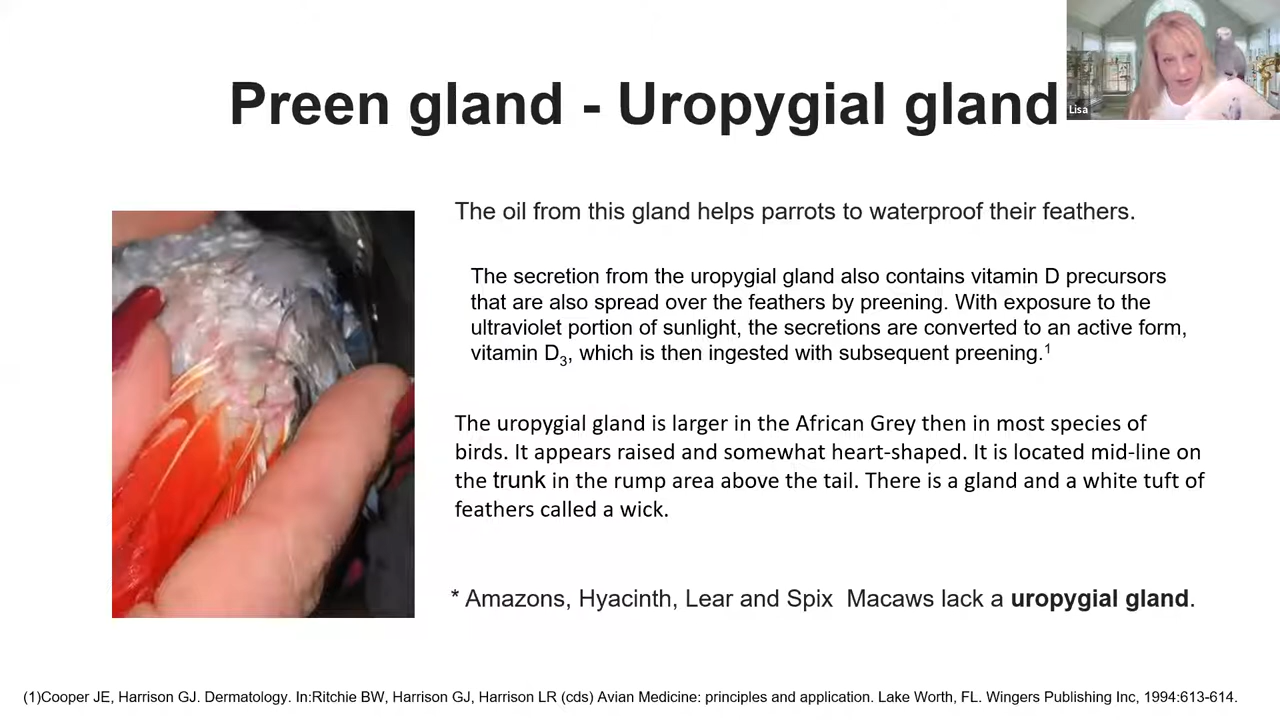 Preen gland - Uropygial gland
Lisa
The oil from this gland helps parrots to waterproof their feathers.
The secretion from the uropygial gland also contains vitamin D precursors
that are also spread over the feathers by preening. With exposure to the
ultraviolet portion of sunlight, the secretions are converted to an active form,
vitamin D₃, which is then ingested with subsequent preening.¹
The uropygial gland is larger in the African Grey then in most species of
birds. It appears raised and somewhat heart-shaped. It is located mid-line on
the trunk in the rump area above the tail. There is a gland and a white tuft of
feathers called a wick.
* Amazons, Hyacinth, Lear and Spix  Macaws lack a uropygial gland.
(1)Cooper JE, Harrison GJ. Dermatology. In:Ritchie BW, Harrison GJ, Harrison LR (cds) Avian Medicine: principles and application. Lake Worth, FL. Wingers Publishing Inc, 1994:613-614.